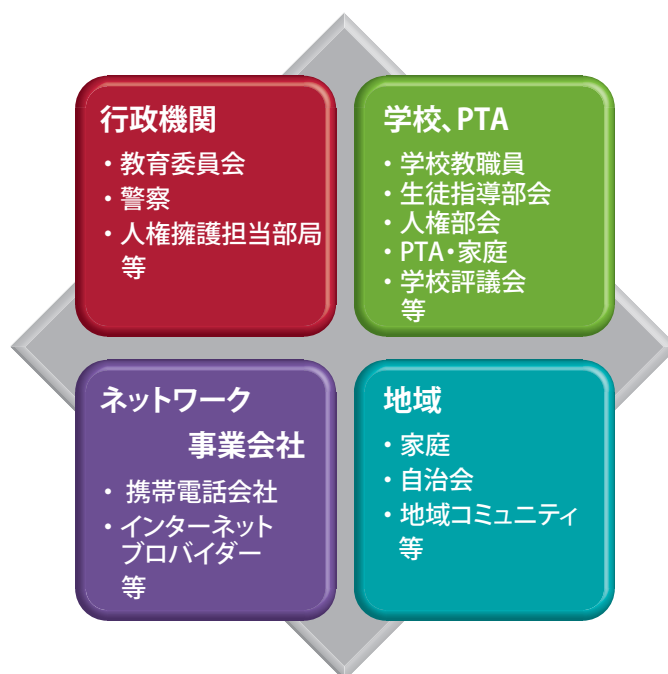 行政機関
・教育委員会
・警察
・人権擁護担当部局
等
学校、PTA
・学校教職員
・生徒指導部会
・人権部会
・PTA・家庭
・学校評議会
等
ネットワーク
事業会社
・ 携帯電話会社
・インターネット
ブロバイダー
等
地域
・家庭
・自治会
・地域コミュニティ
等